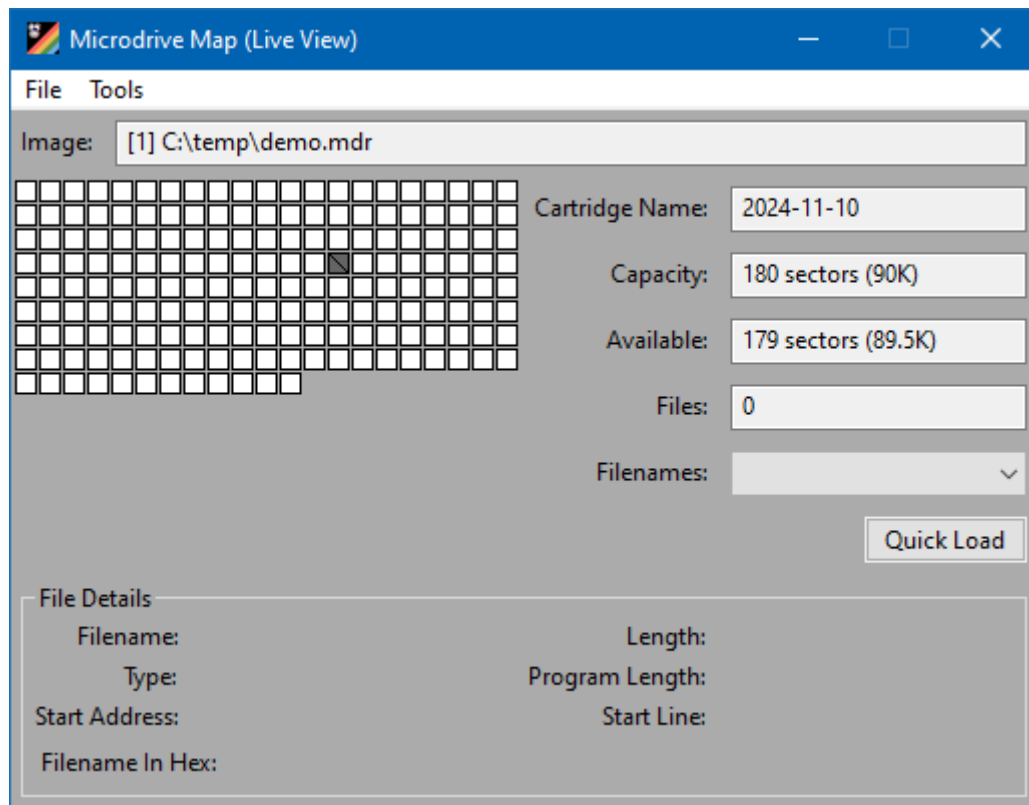 Microdrive Map (Live View)
File Tools
Image: [1] C:\temp\demo.mdr
Cartridge Name: 2024-11-10
Capacity: 180 sectors (90K)
Available: 179 sectors (89.5K)
Files: 0
Filenames:
Quick Load
File Details
Filename: Length:
Type: Program Length:
Start Address: Start Line:
Filename In Hex: